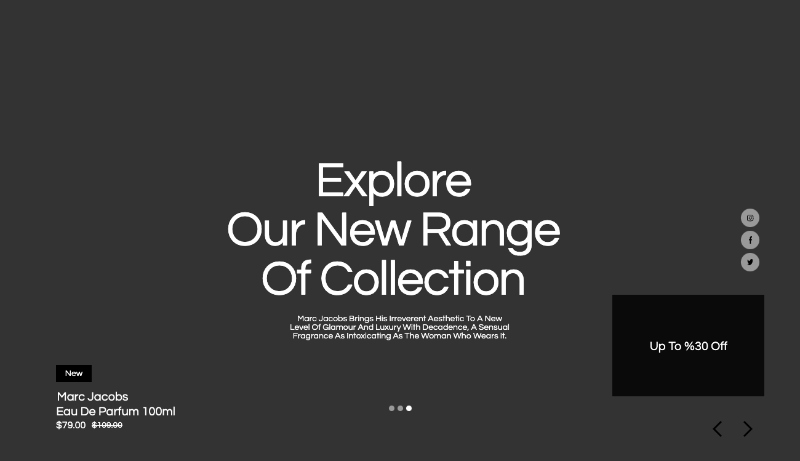 Explore
Our New Range
Of Collection
Marc Jacobs Brings His Irreverent Aesthetic To A New
Level Of Glamour And Luxury With Decadence, A Sensual
Fragrance As Intoxicating As The Woman Who Wears It.
Up To %30 Off
New
Marc Jacobs
Eau De Parfum 100ml
$79.00 $109.00